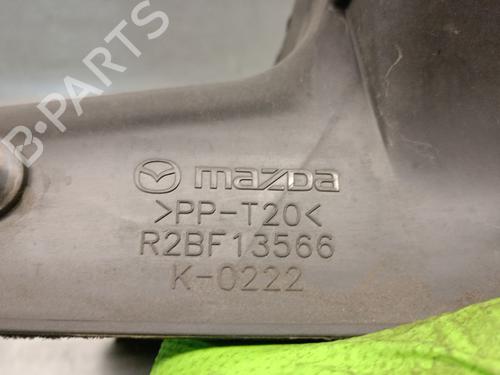 B-PARTS
mazda
>PP-T20<
R2BF13566
K-0222